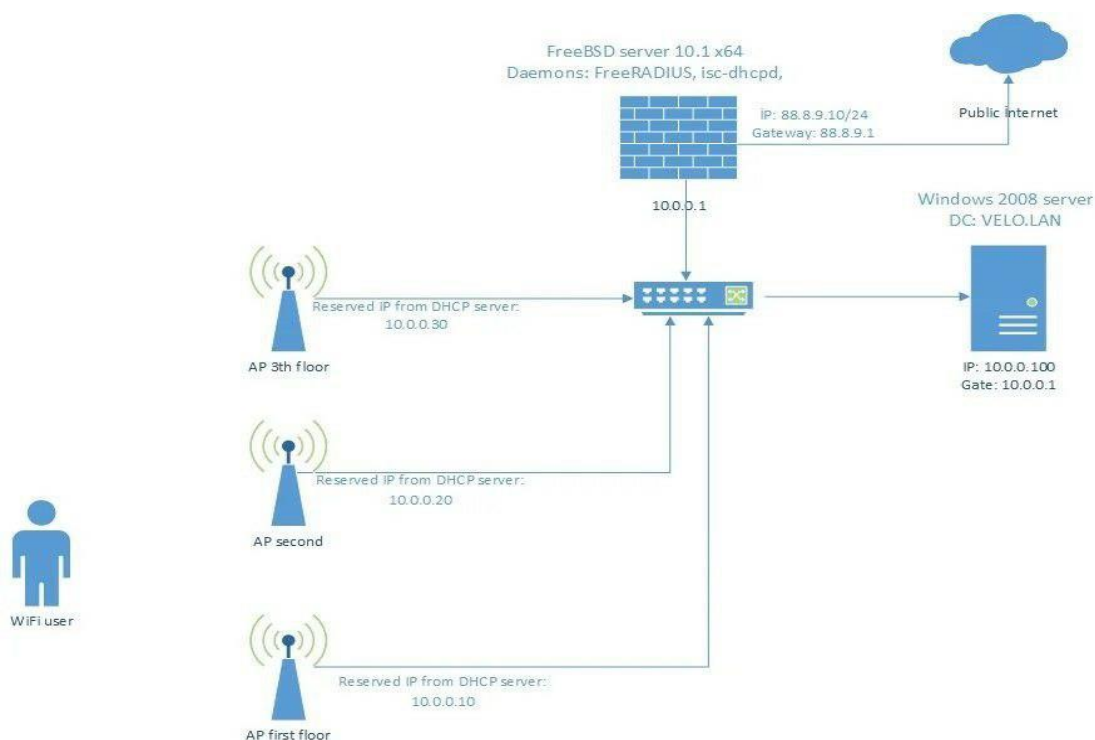 FreeBSD server 10.1 x64
Daemons: FreeRADIUS, isc-dhcpd,
IP: 88.8.9.10/24
Gateway: 88.8.9.1
Public internet
10.0.0.1
Windows 2008 server
DC: VELO.LAN
IP: 10.0.0.100
Gate: 10.0.0.1
Reserved IP from DHCP server:
10.0.0.30
AP 3th floor
Reserved IP from DHCP server:
10.0.0.20
AP second
WiFi user
Reserved IP from DHCP server:
10.0.0.10
AP first floor